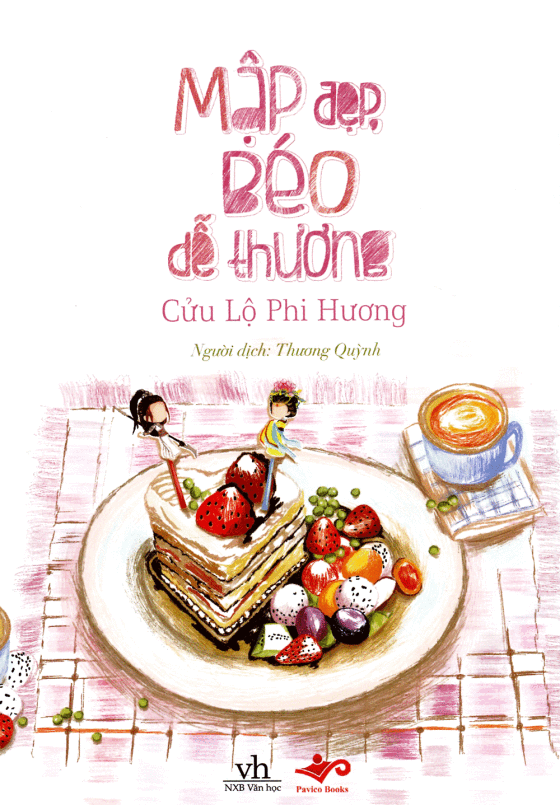 Mập đẹp,
Béo
dễ thương
Cửu Lộ Phi Hương
Người dịch: Thương Quỳnh
vh
NXB Văn học
Pavico Books